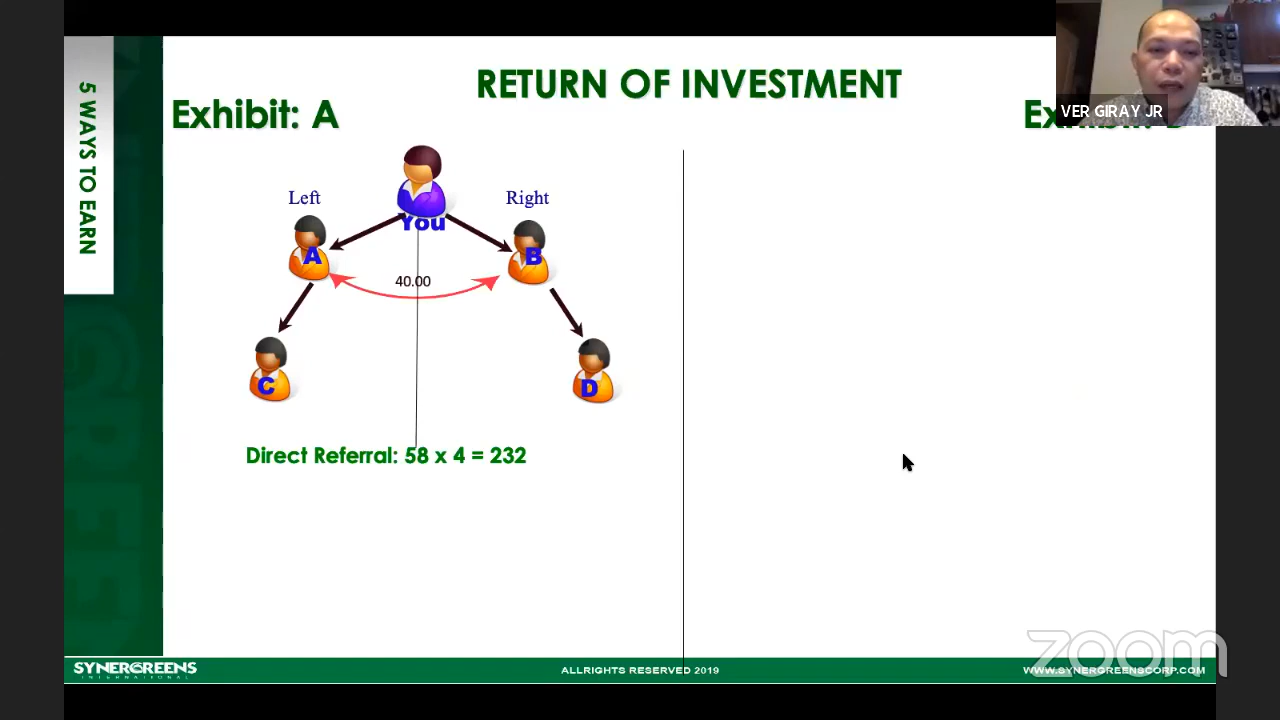 5 WAYS TO EARN
RETURN OF INVESTMENT
Exhibit: A
VER GIRAY JR
Left
Right
You
A
B
40.00
C
D
Direct Referral: 58 x 4 = 232
zoom
SYNERGREENS
INTERNATIONAL
ALLRIGHTS RESERVED 2019
WWW.SYNERGREENSCORP.COM